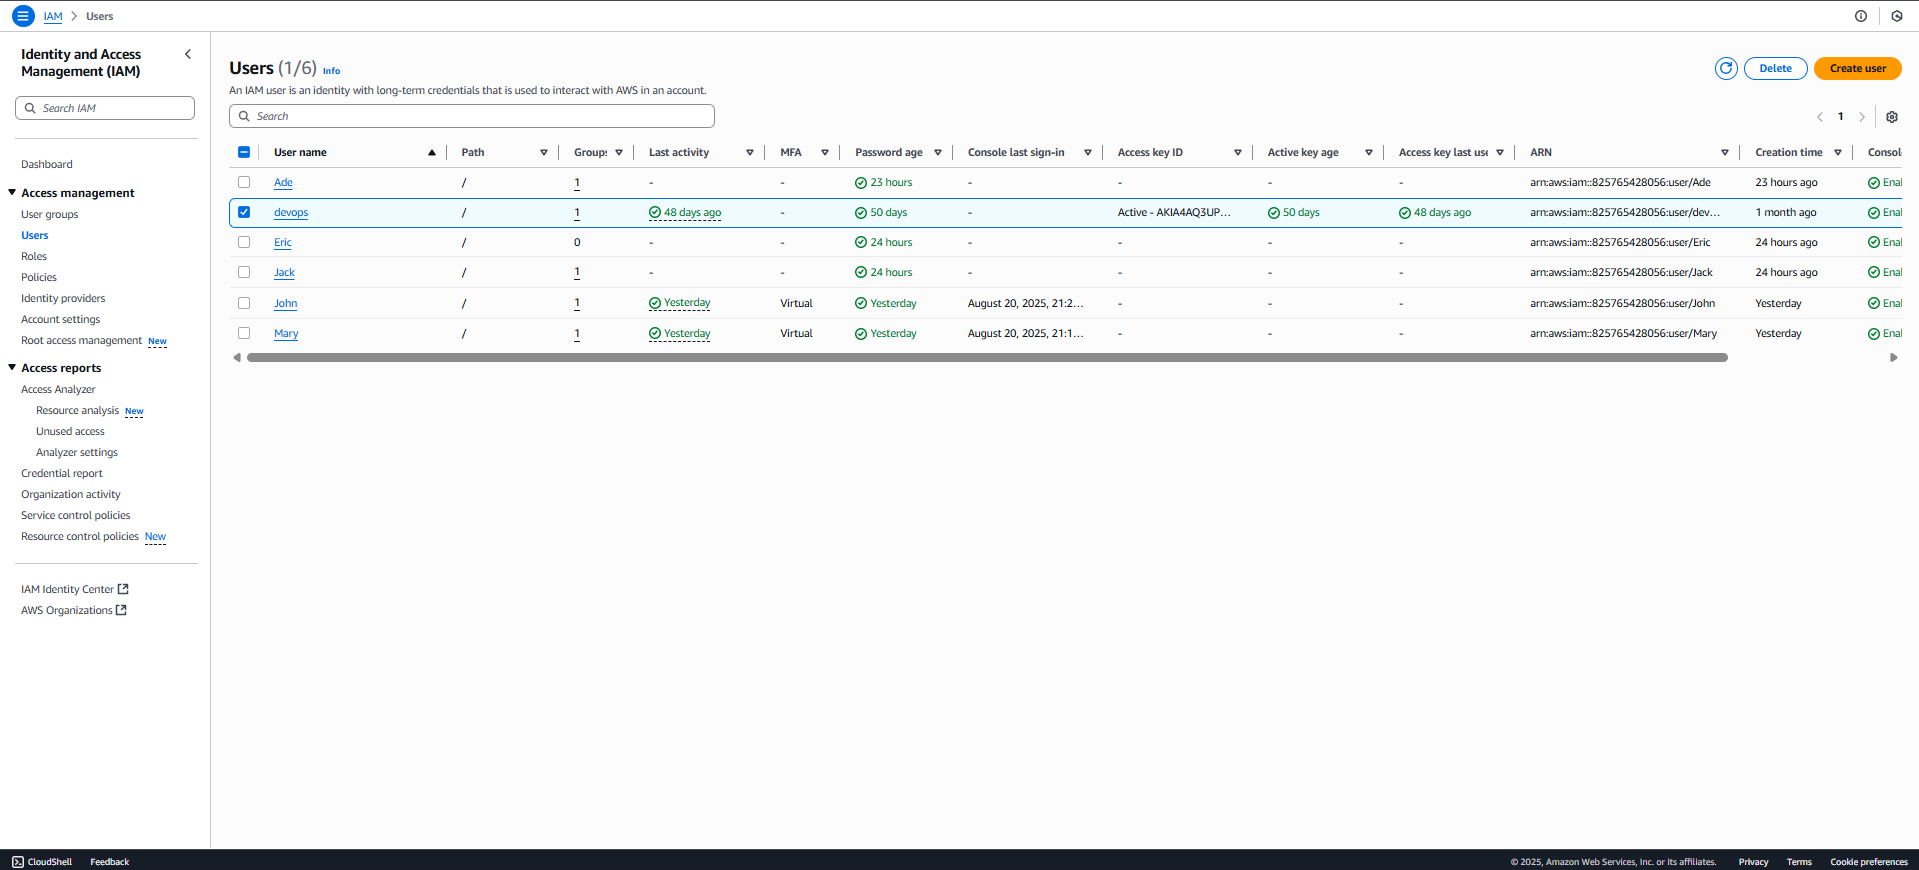 IAM > Users
Identity and Access
Management (IAM)
Search IAM
Dashboard
Access management
User groups
Users
Roles
Policies
Identity providers
Account settings
Root access management New
Access reports
Access Analyzer
Resource analysis New
Unused access
Analyzer settings
Credential report
Organization activity
Service control policies
Resource control policies New
IAM Identity Center
AWS Organizations
Users (1/6) Info
Delete
Create user
An IAM user is an identity with long-term credentials that is used to interact with AWS in an account.
Search
1
User name Path Groups Last activity MFA Password age Console last sign-in Access key ID Active key age Access key last use ARN Creation time Consol
Ade / 1 - - 23 hours - - - - arn:aws:iam::825765428056:user/Ade 23 hours ago Enal
devops / 1 48 days ago - 50 days - Active - AKIA4AQ3UP... 50 days 48 days ago arn:aws:iam::825765428056:user/dev... 1 month ago Enal
Eric / 0 - - 24 hours - - - - arn:aws:iam::825765428056:user/Eric 24 hours ago Enal
Jack / 1 - - 24 hours - - - - arn:aws:iam::825765428056:user/Jack 24 hours ago Enal
John / 1 Yesterday Virtual Yesterday August 20, 2025, 21:2... - - - arn:aws:iam::825765428056:user/John Yesterday Enal
Mary / 1 Yesterday Virtual Yesterday August 20, 2025, 21:1... - - - arn:aws:iam::825765428056:user/Mary Yesterday Enal
CloudShell Feedback © 2025, Amazon Web Services, Inc. or its affiliates. Privacy Terms Cookie preferences